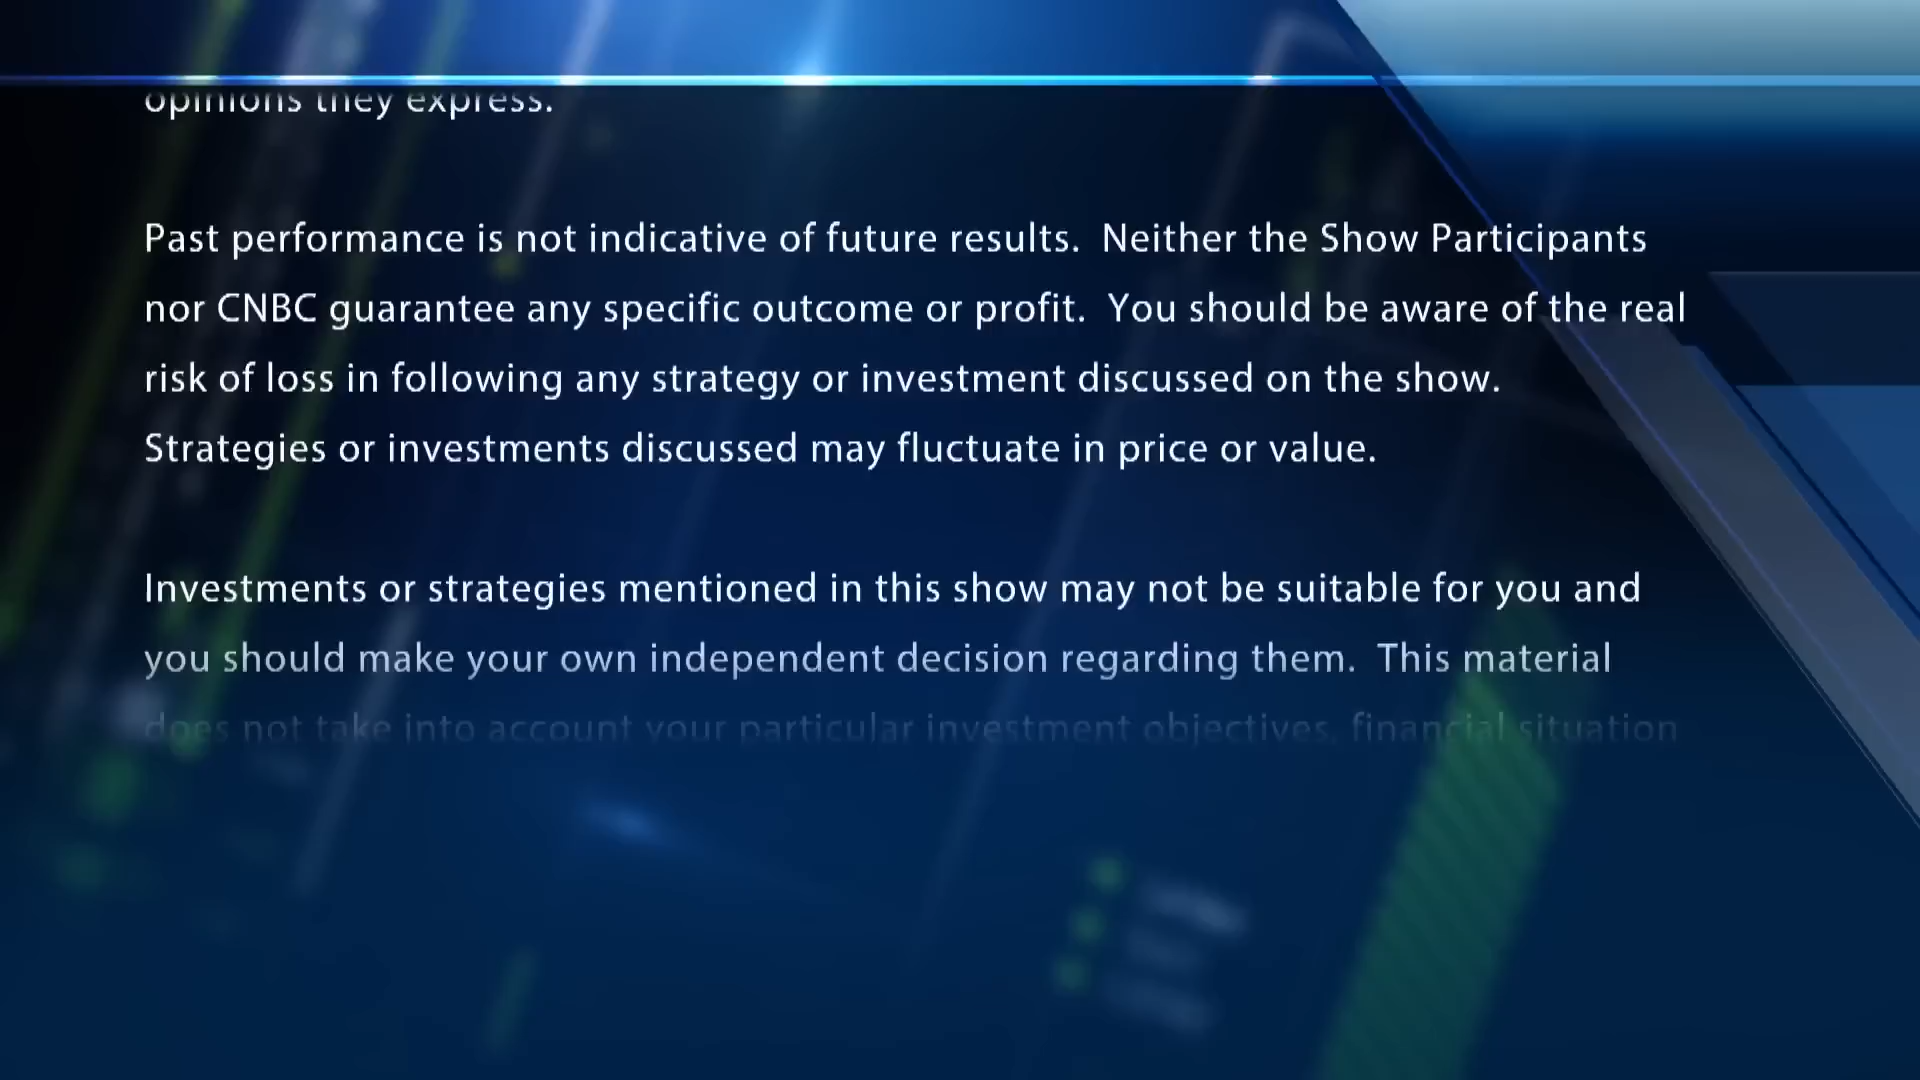 opinions they express.
Past performance is not indicative of future results.  Neither the Show Participants
nor CNBC guarantee any specific outcome or profit.  You should be aware of the real
risk of loss in following any strategy or investment discussed on the show.
Strategies or investments discussed may fluctuate in price or value.
Investments or strategies mentioned in this show may not be suitable for you and
you should make your own independent decision regarding them.  This material
does not take into account your particular investment objectives, financial situation